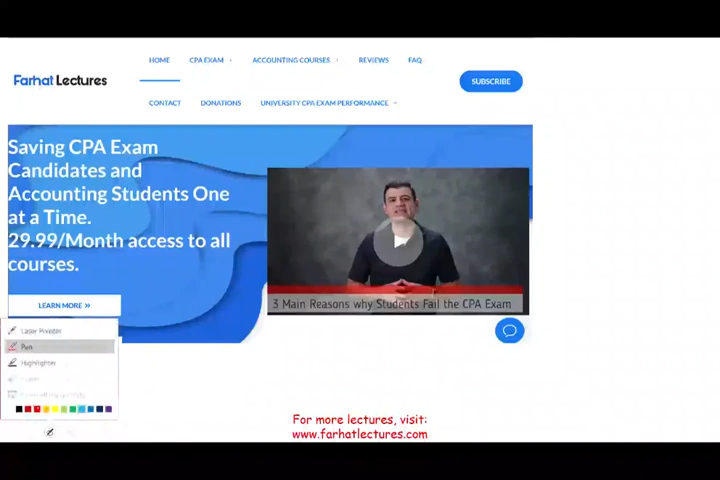 HOME
CPA EXAM
ACCOUNTING COURSES
REVIEWS
FAQ
Farhat Lectures
SUBSCRIBE
CONTACT
DONATIONS
UNIVERSITY CPA EXAM PERFORMANCE
Saving CPA Exam
Candidates and
Accounting Students One
at a Time.
29.99/Month access to all
courses.
3 Main Reasons why Students Fail the CPA Exam
LEARN MORE »
Laser Pointer
Pen
Highlighter
For more lectures, visit:
www.farhatlectures.com